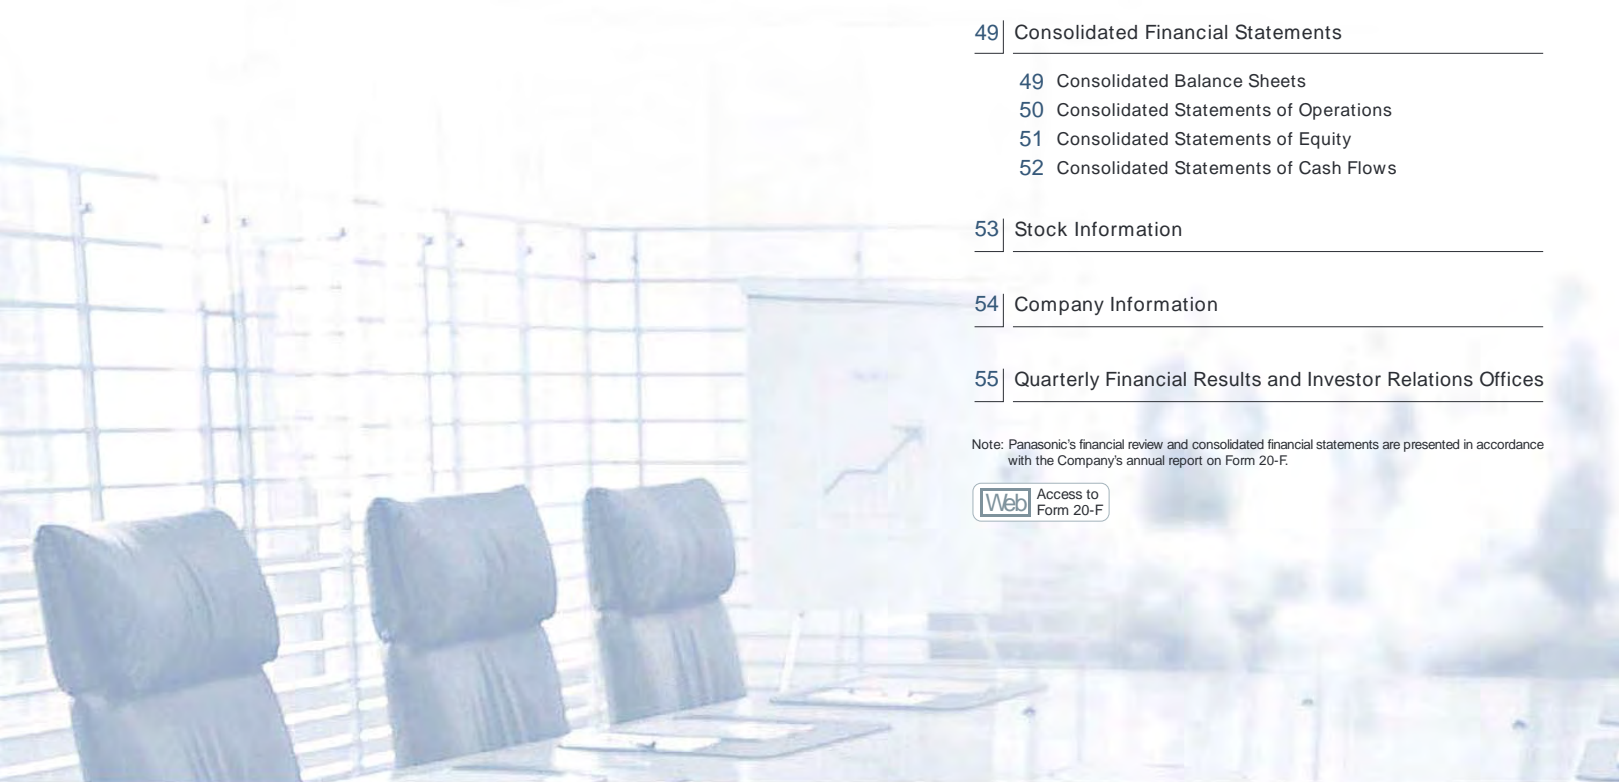 49 Consolidated Financial Statements
49 Consolidated Balance Sheets
50 Consolidated Statements of Operations
51 Consolidated Statements of Equity
52 Consolidated Statements of Cash Flows
53 Stock Information
54 Company Information
55 Quarterly Financial Results and Investor Relations Offices
Note: Panasonic's financial review and consolidated financial statements are presented in accordance
with the Company's annual report on Form 20-F.
Web Access to
Form 20-F